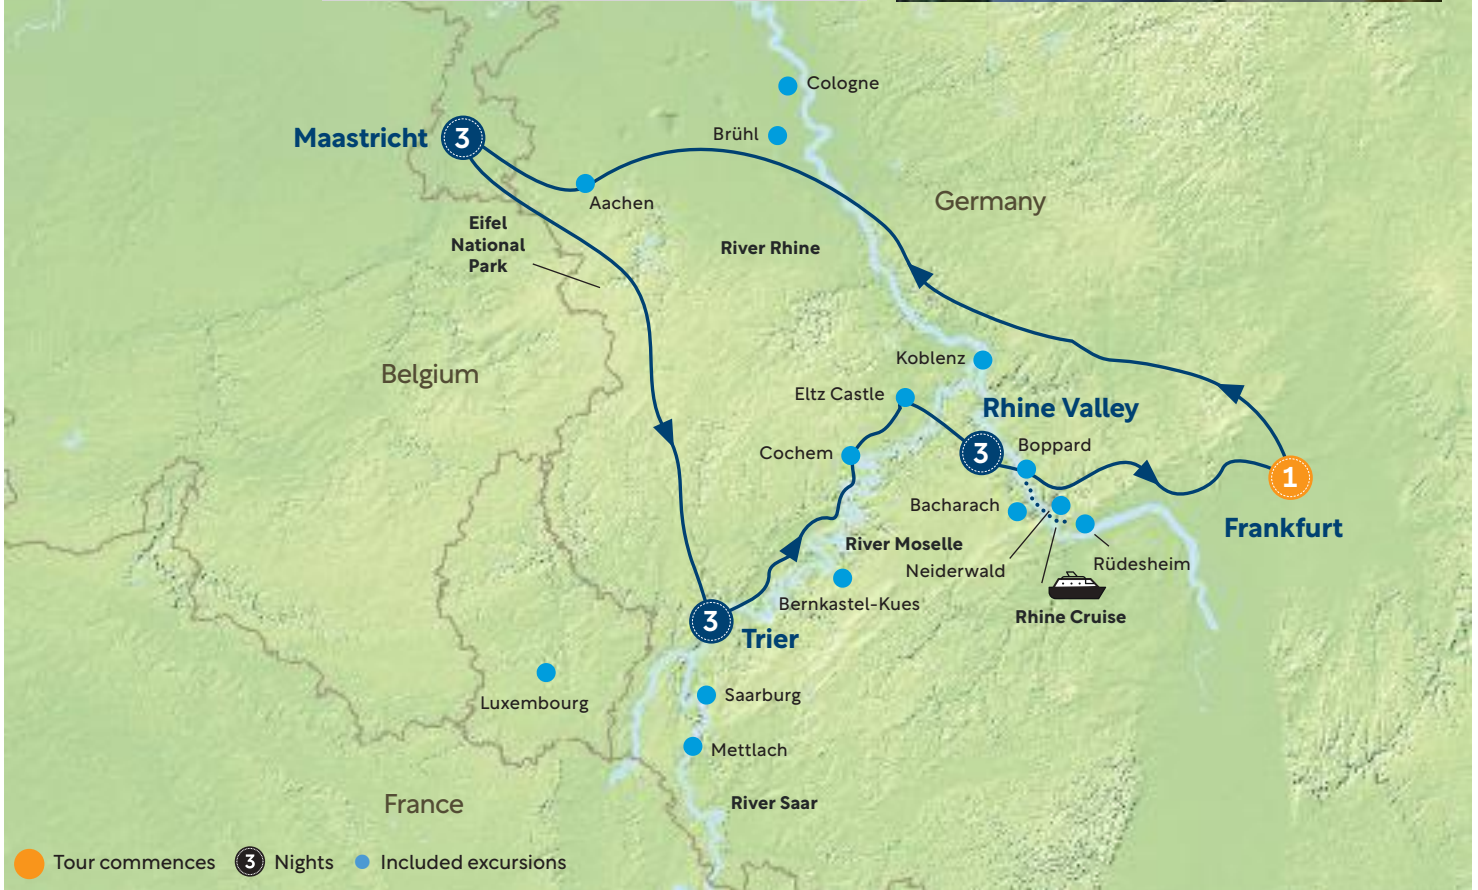 Cologne
Brühl
Maastricht
3
Aachen
Germany
Eifel
National
Park
River Rhine
Koblenz
Belgium
Eltz Castle
Rhine Valley
Cochem
3
Boppard
1
Frankfurt
Bacharach
River Moselle
Neiderwald
Rüdesheim
Bernkastel-Kues
Rhine Cruise
3
Trier
Luxembourg
Saarburg
Mettlach
River Saar
France
Tour commences
3
Nights
Included excursions